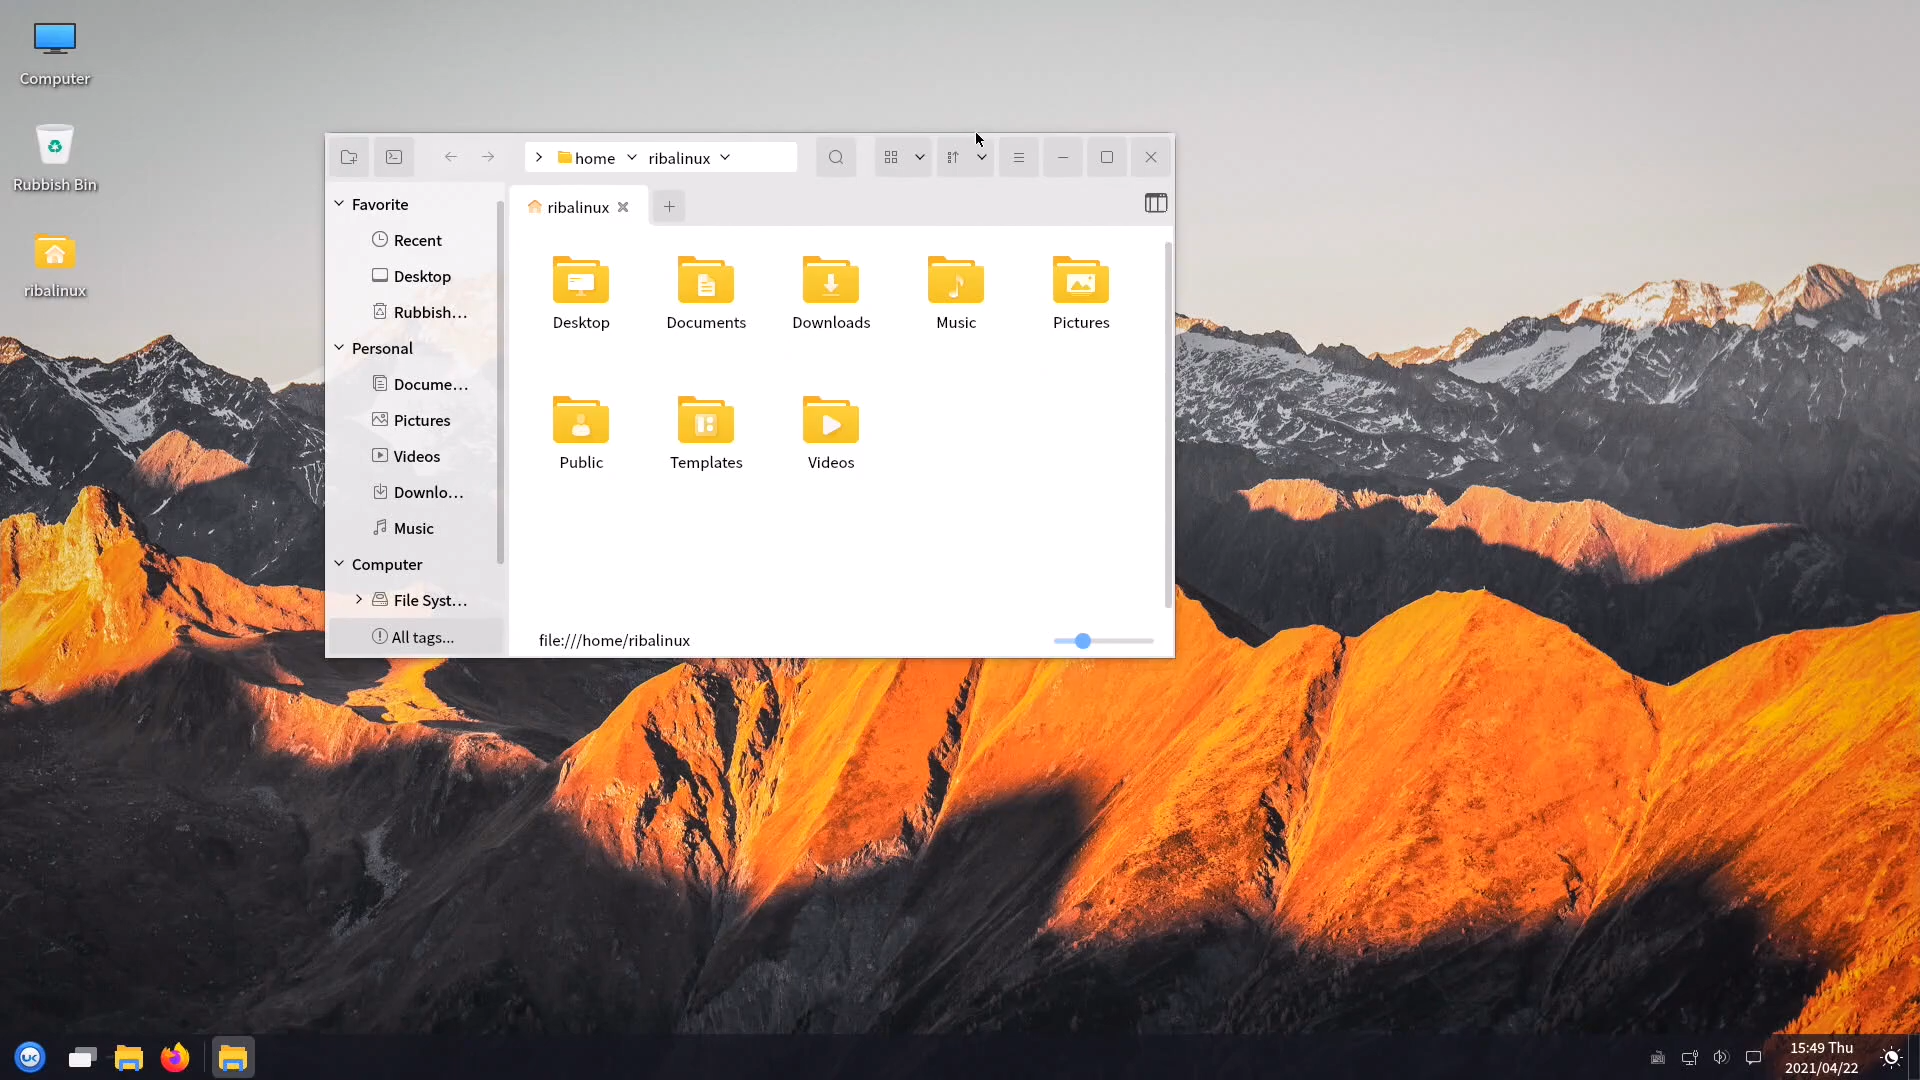 Computer
Rubbish Bin
ribalinux
home
ribalinux
Favorite
Recent
Desktop
Rubbish…
Personal
Docume…
Pictures
Videos
Downlo…
Music
Computer
File Syst…
All tags...
ribalinux
Desktop
Documents
Downloads
Music
Pictures
Public
Templates
Videos
file:///home/ribalinux
UK
15:49 Thu
2021/04/22